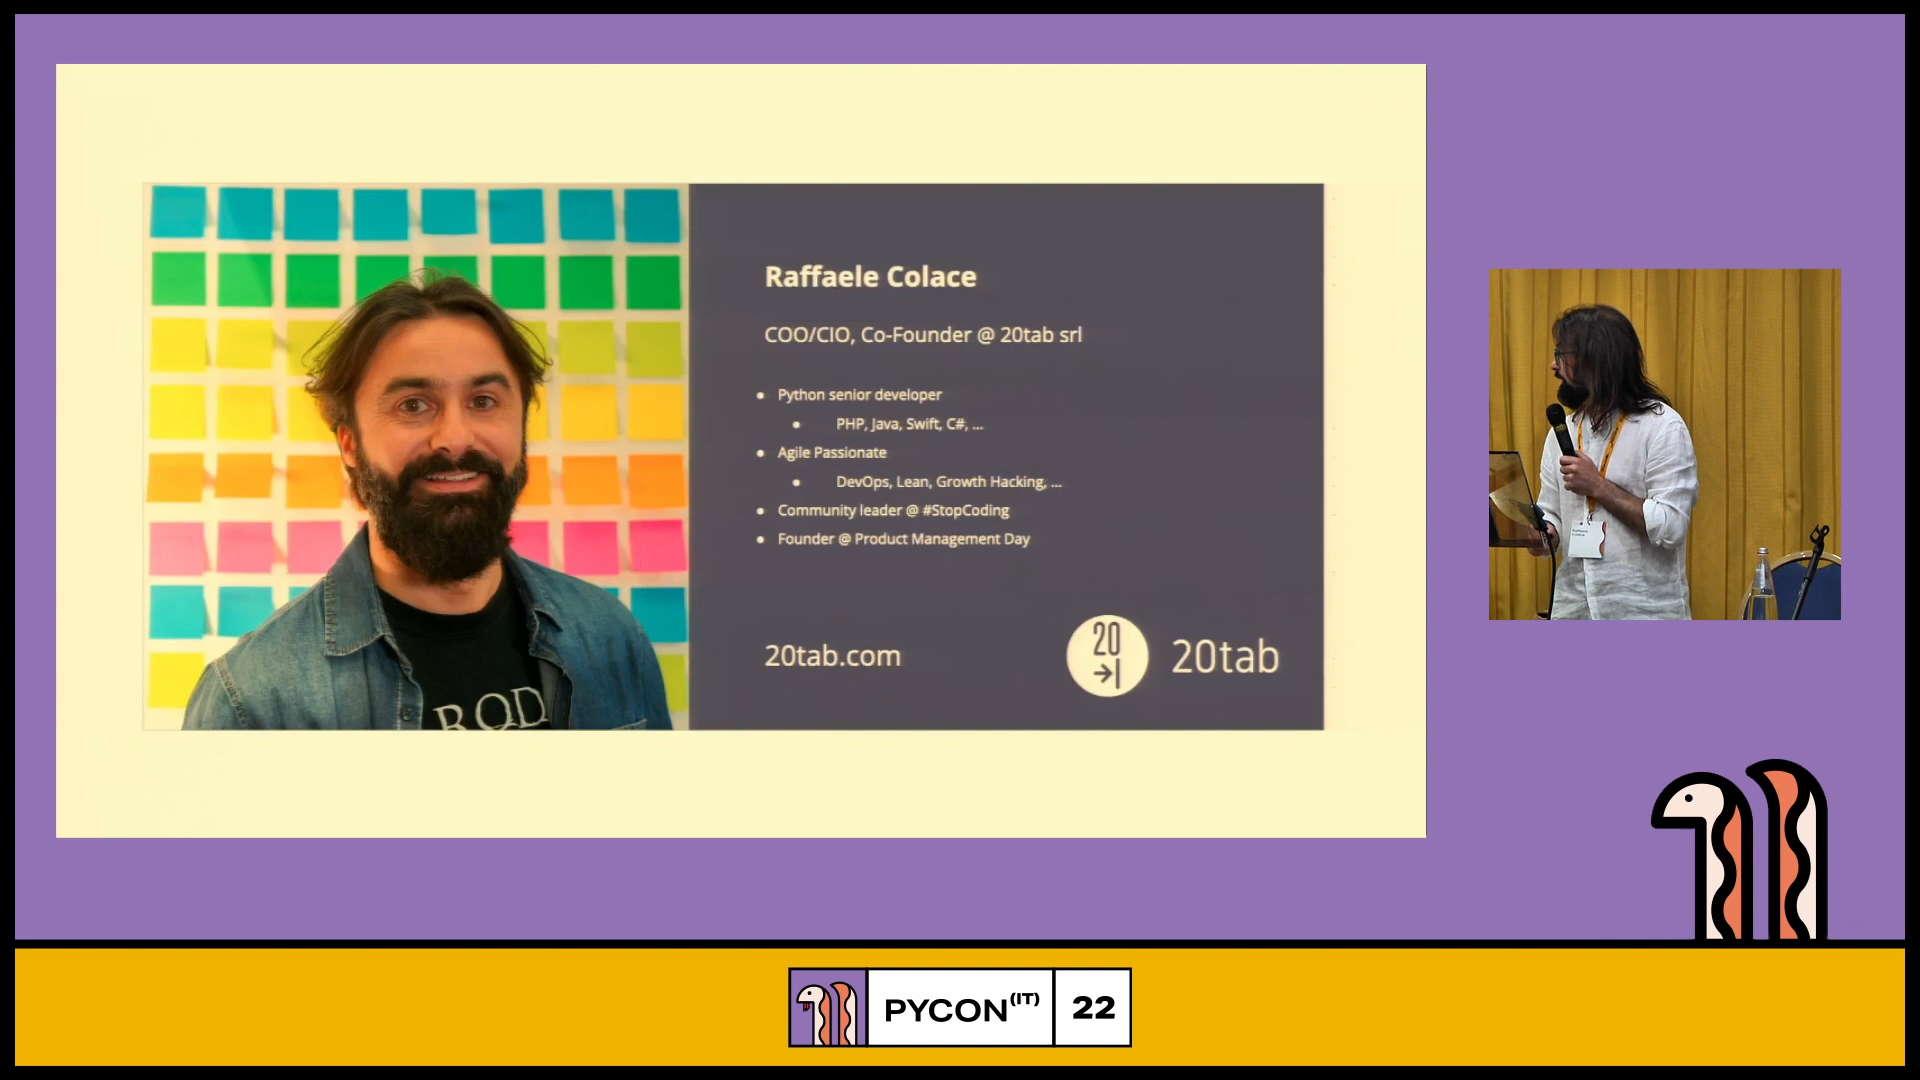 Raffaele Colace
COO/CIO, Co-Founder @ 20tab srl
● Python senior developer
● PHP, Java, Swift, C#, ...
● Agile Passionate
● DevOps, Lean, Growth Hacking, ...
● Community leader @ #StopCoding
● Founder @ Product Management Day
20tab.com
20
20tab
PYCON(IT) 22